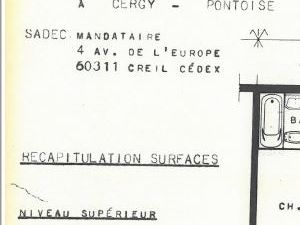 A CERGY - PONTOISE
SADEC MANDATAIRE
4 AV. DE L'EUROPE
60311 CREIL CÉDEX
RECAPITULATION SURFACES
CH.
NIVEAU SUPÉRIEUR